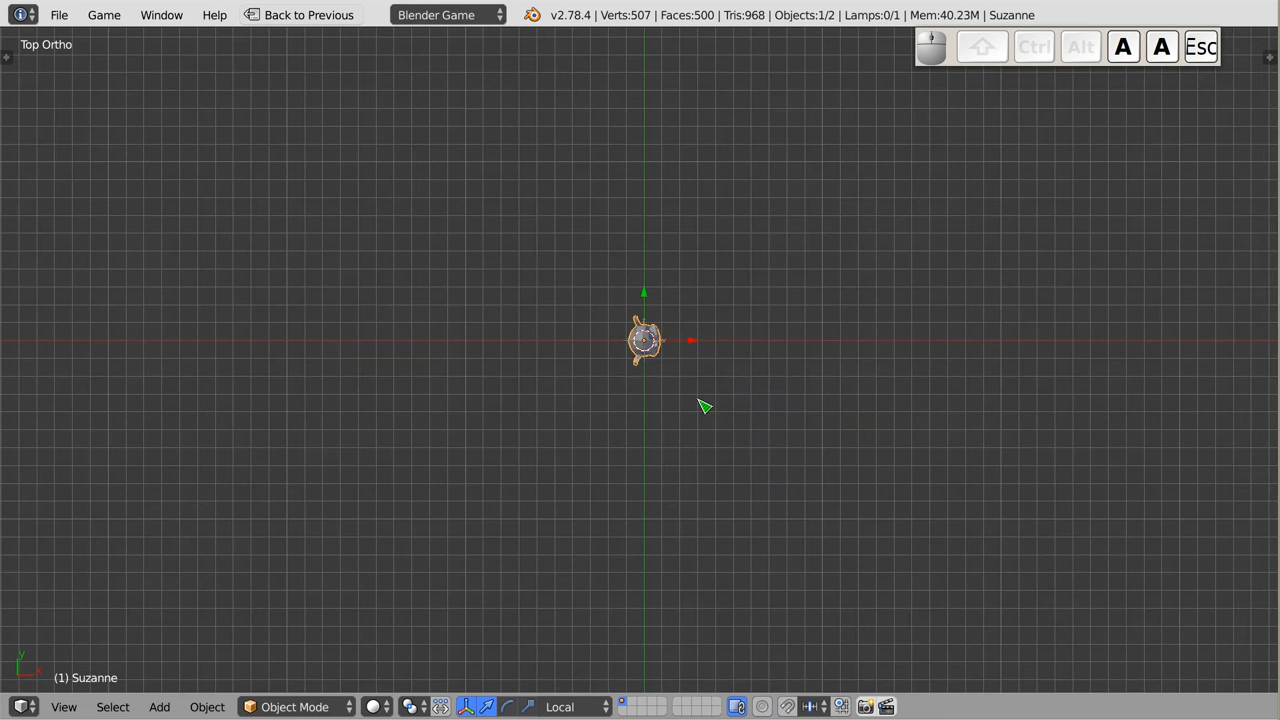 File Game Window Help Back to Previous Blender Game v2.78.4 | Verts:507 | Faces:500 | Tris:968 | Objects:1/2 | Lamps:0/1 | Mem:40.23M | Suzanne
Top Ortho
Ctrl Alt A A Esc
y
x
(1) Suzanne
View Select Add Object Object Mode Local